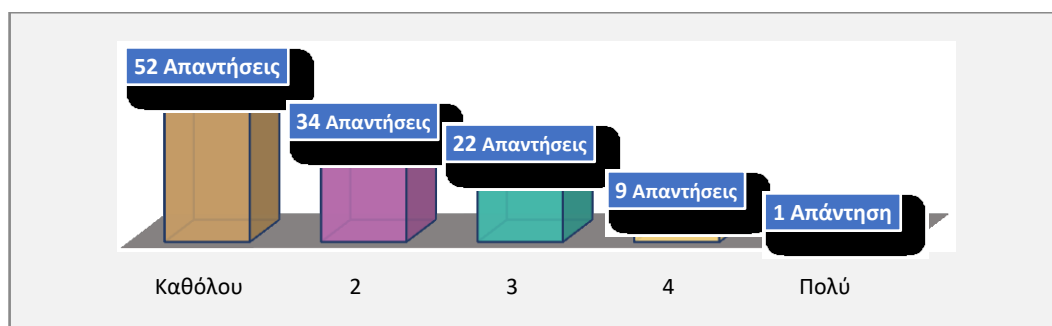 52 Απαντήσεις
34 Απαντήσεις
22 Απαντήσεις
9 Απαντήσεις
1 Απάντηση
Καθόλου 2 3 4 Πολύ